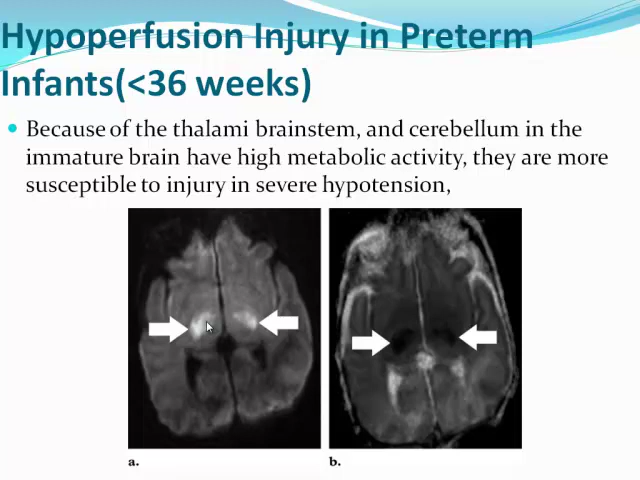 Hypoperfusion Injury in Preterm
Infants(<36 weeks)
Because of the thalami brainstem, and cerebellum in the
immature brain have high metabolic activity, they are more
susceptible to injury in severe hypotension,
a. b.